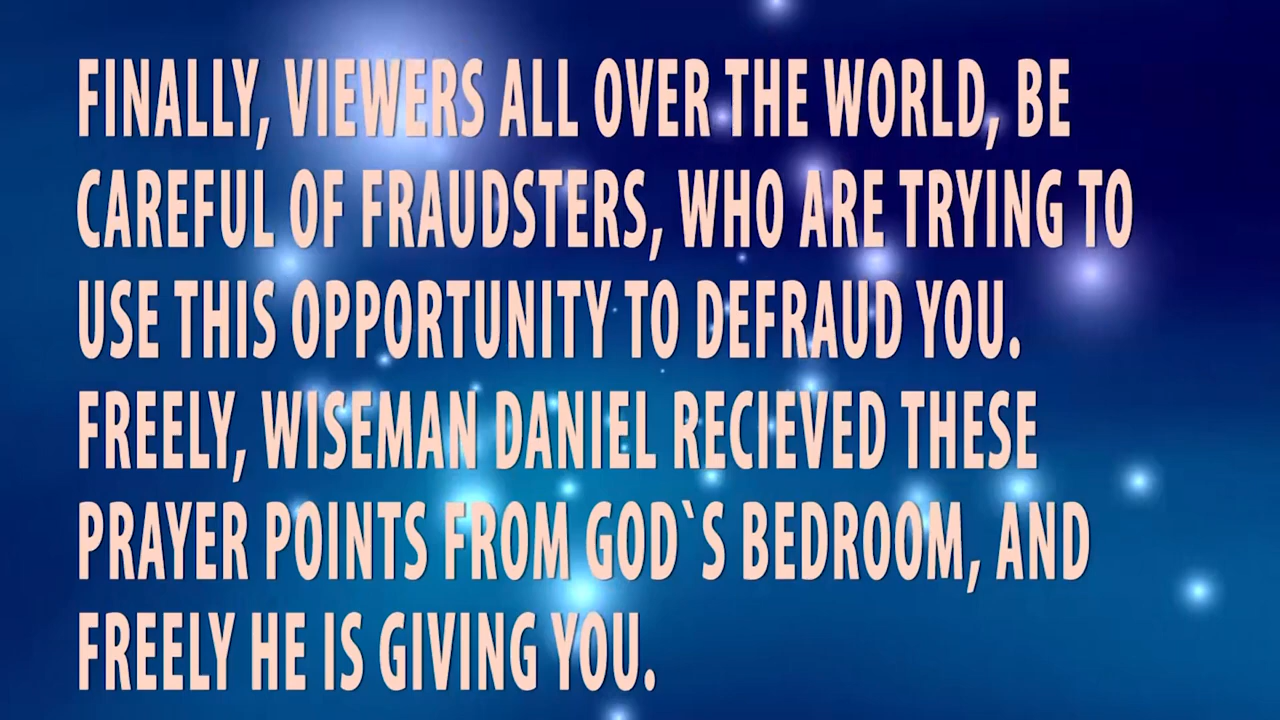 FINALLY, VIEWERS ALL OVER THE WORLD, BE
CAREFUL OF FRAUDSTERS, WHO ARE TRYING TO
USE THIS OPPORTUNITY TO DEFRAUD YOU.
FREELY, WISEMAN DANIEL RECIEVED THESE
PRAYER POINTS FROM GOD`S BEDROOM, AND
FREELY HE IS GIVING YOU.